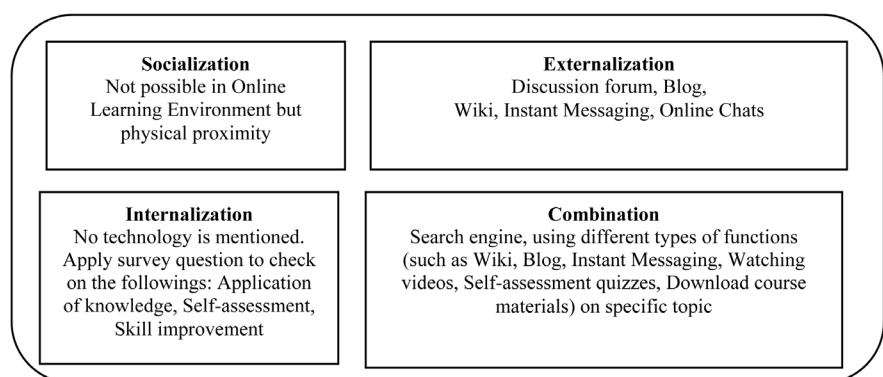 Socialization
Not possible in Online
Learning Environment but
physical proximity
Externalization
Discussion forum, Blog,
Wiki, Instant Messaging, Online Chats
Internalization
No technology is mentioned.
Apply survey question to check
on the followings: Application
of knowledge, Self-assessment,
Skill improvement
Combination
Search engine, using different types of functions
(such as Wiki, Blog, Instant Messaging, Watching
videos, Self-assessment quizzes, Download course
materials) on specific topic